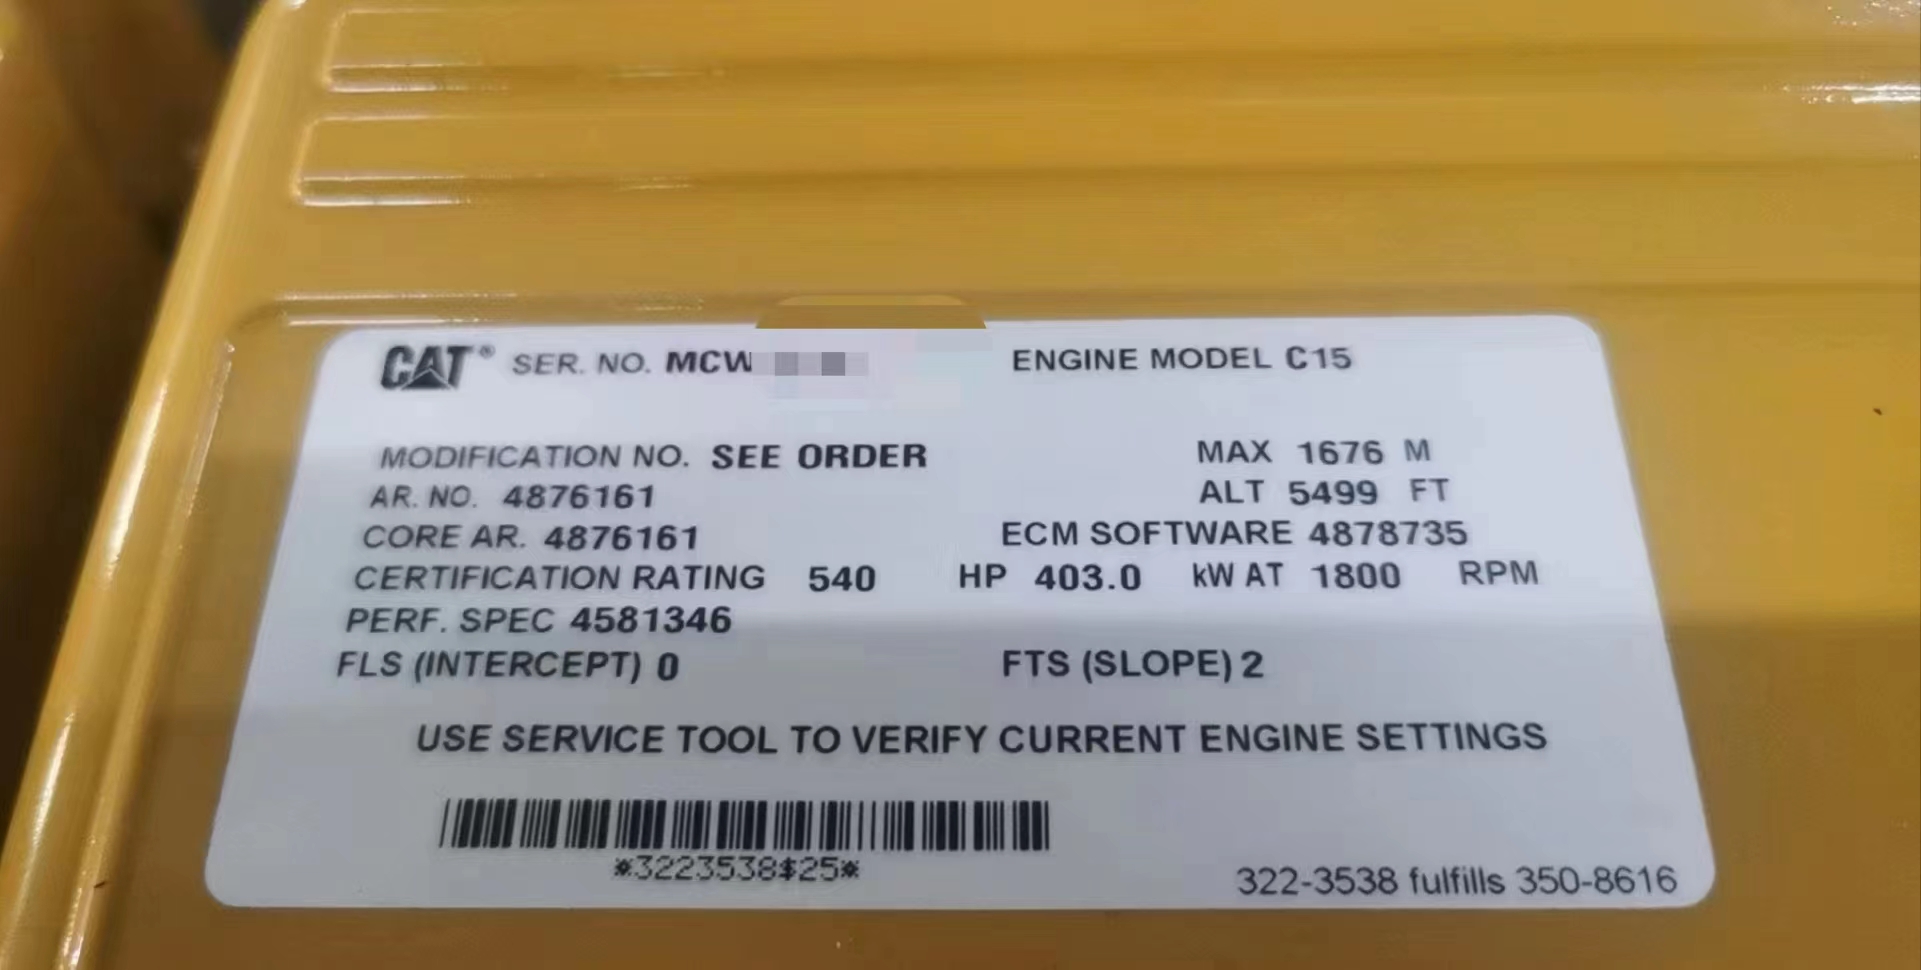 CAT® SER. NO. MCW ENGINE MODEL C15
MODIFICATION NO. SEE ORDER MAX 1676 M
AR. NO. 4876161 ALT 5499 FT
CORE AR. 4876161 ECM SOFTWARE 4878735
CERTIFICATION RATING 540 HP 403.0 kW AT 1800 RPM
PERF. SPEC 4581346
FLS (INTERCEPT) 0 FTS (SLOPE) 2
USE SERVICE TOOL TO VERIFY CURRENT ENGINE SETTINGS
*3223538$25*
322-3538 fulfills 350-8616